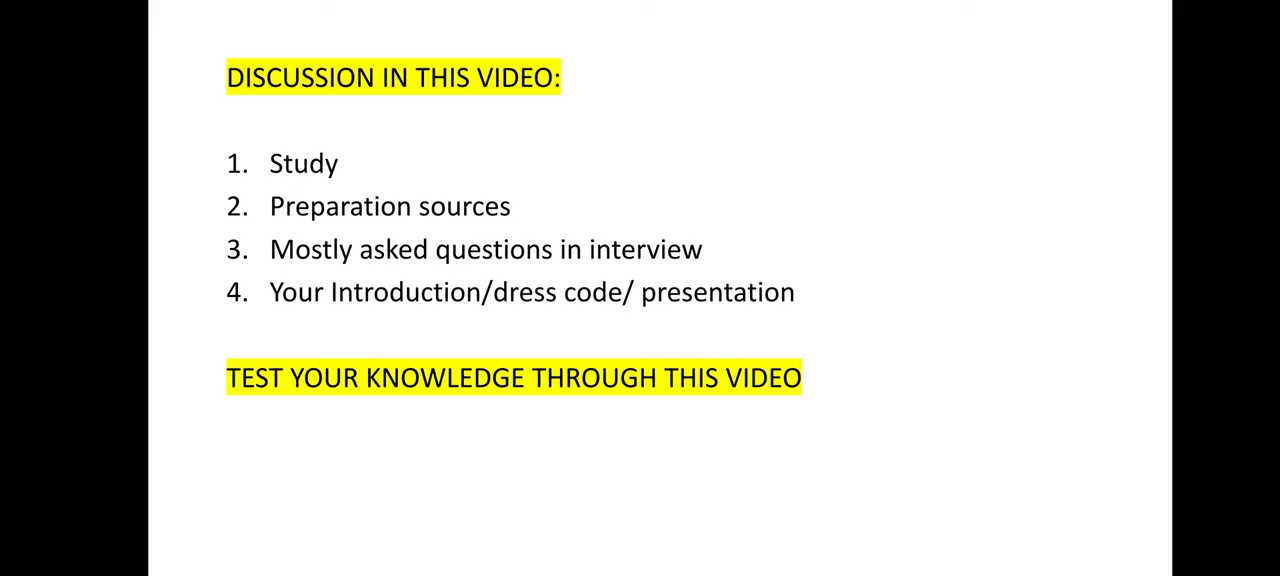 DISCUSSION IN THIS VIDEO:
1. Study
2. Preparation sources
3. Mostly asked questions in interview
4. Your Introduction/dress code/ presentation
TEST YOUR KNOWLEDGE THROUGH THIS VIDEO